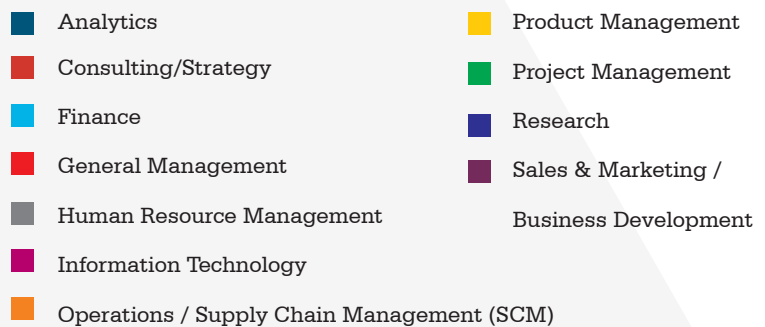 Analytics
Consulting/Strategy
Finance
General Management
Human Resource Management
Information Technology
Operations / Supply Chain Management (SCM)
Product Management
Project Management
Research
Sales & Marketing /
Business Development